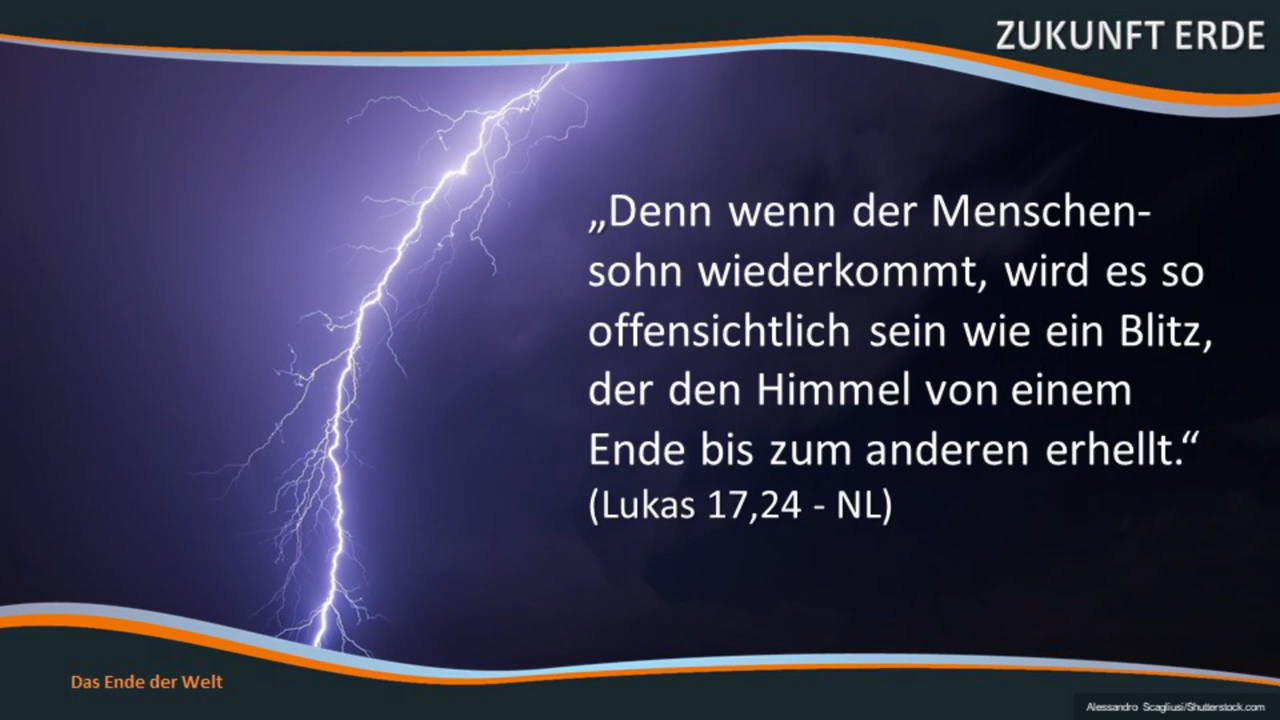 ZUKUNFT ERDE
„Denn wenn der Menschen-
sohn wiederkommt, wird es so
offensichtlich sein wie ein Blitz,
der den Himmel von einem
Ende bis zum anderen erhellt.“
(Lukas 17,24 - NL)
Das Ende der Welt
Alessandro Scagliusi/Shutterstock.com